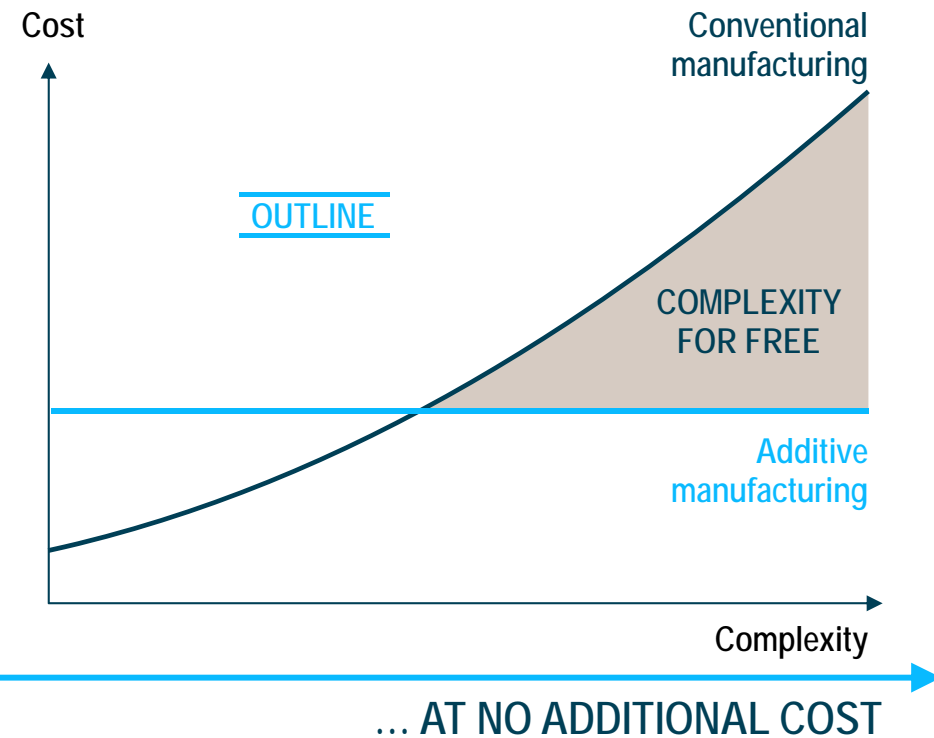 Cost
Conventional
manufacturing
OUTLINE
COMPLEXITY
FOR FREE
Additive
manufacturing
Complexity
... AT NO ADDITIONAL COST